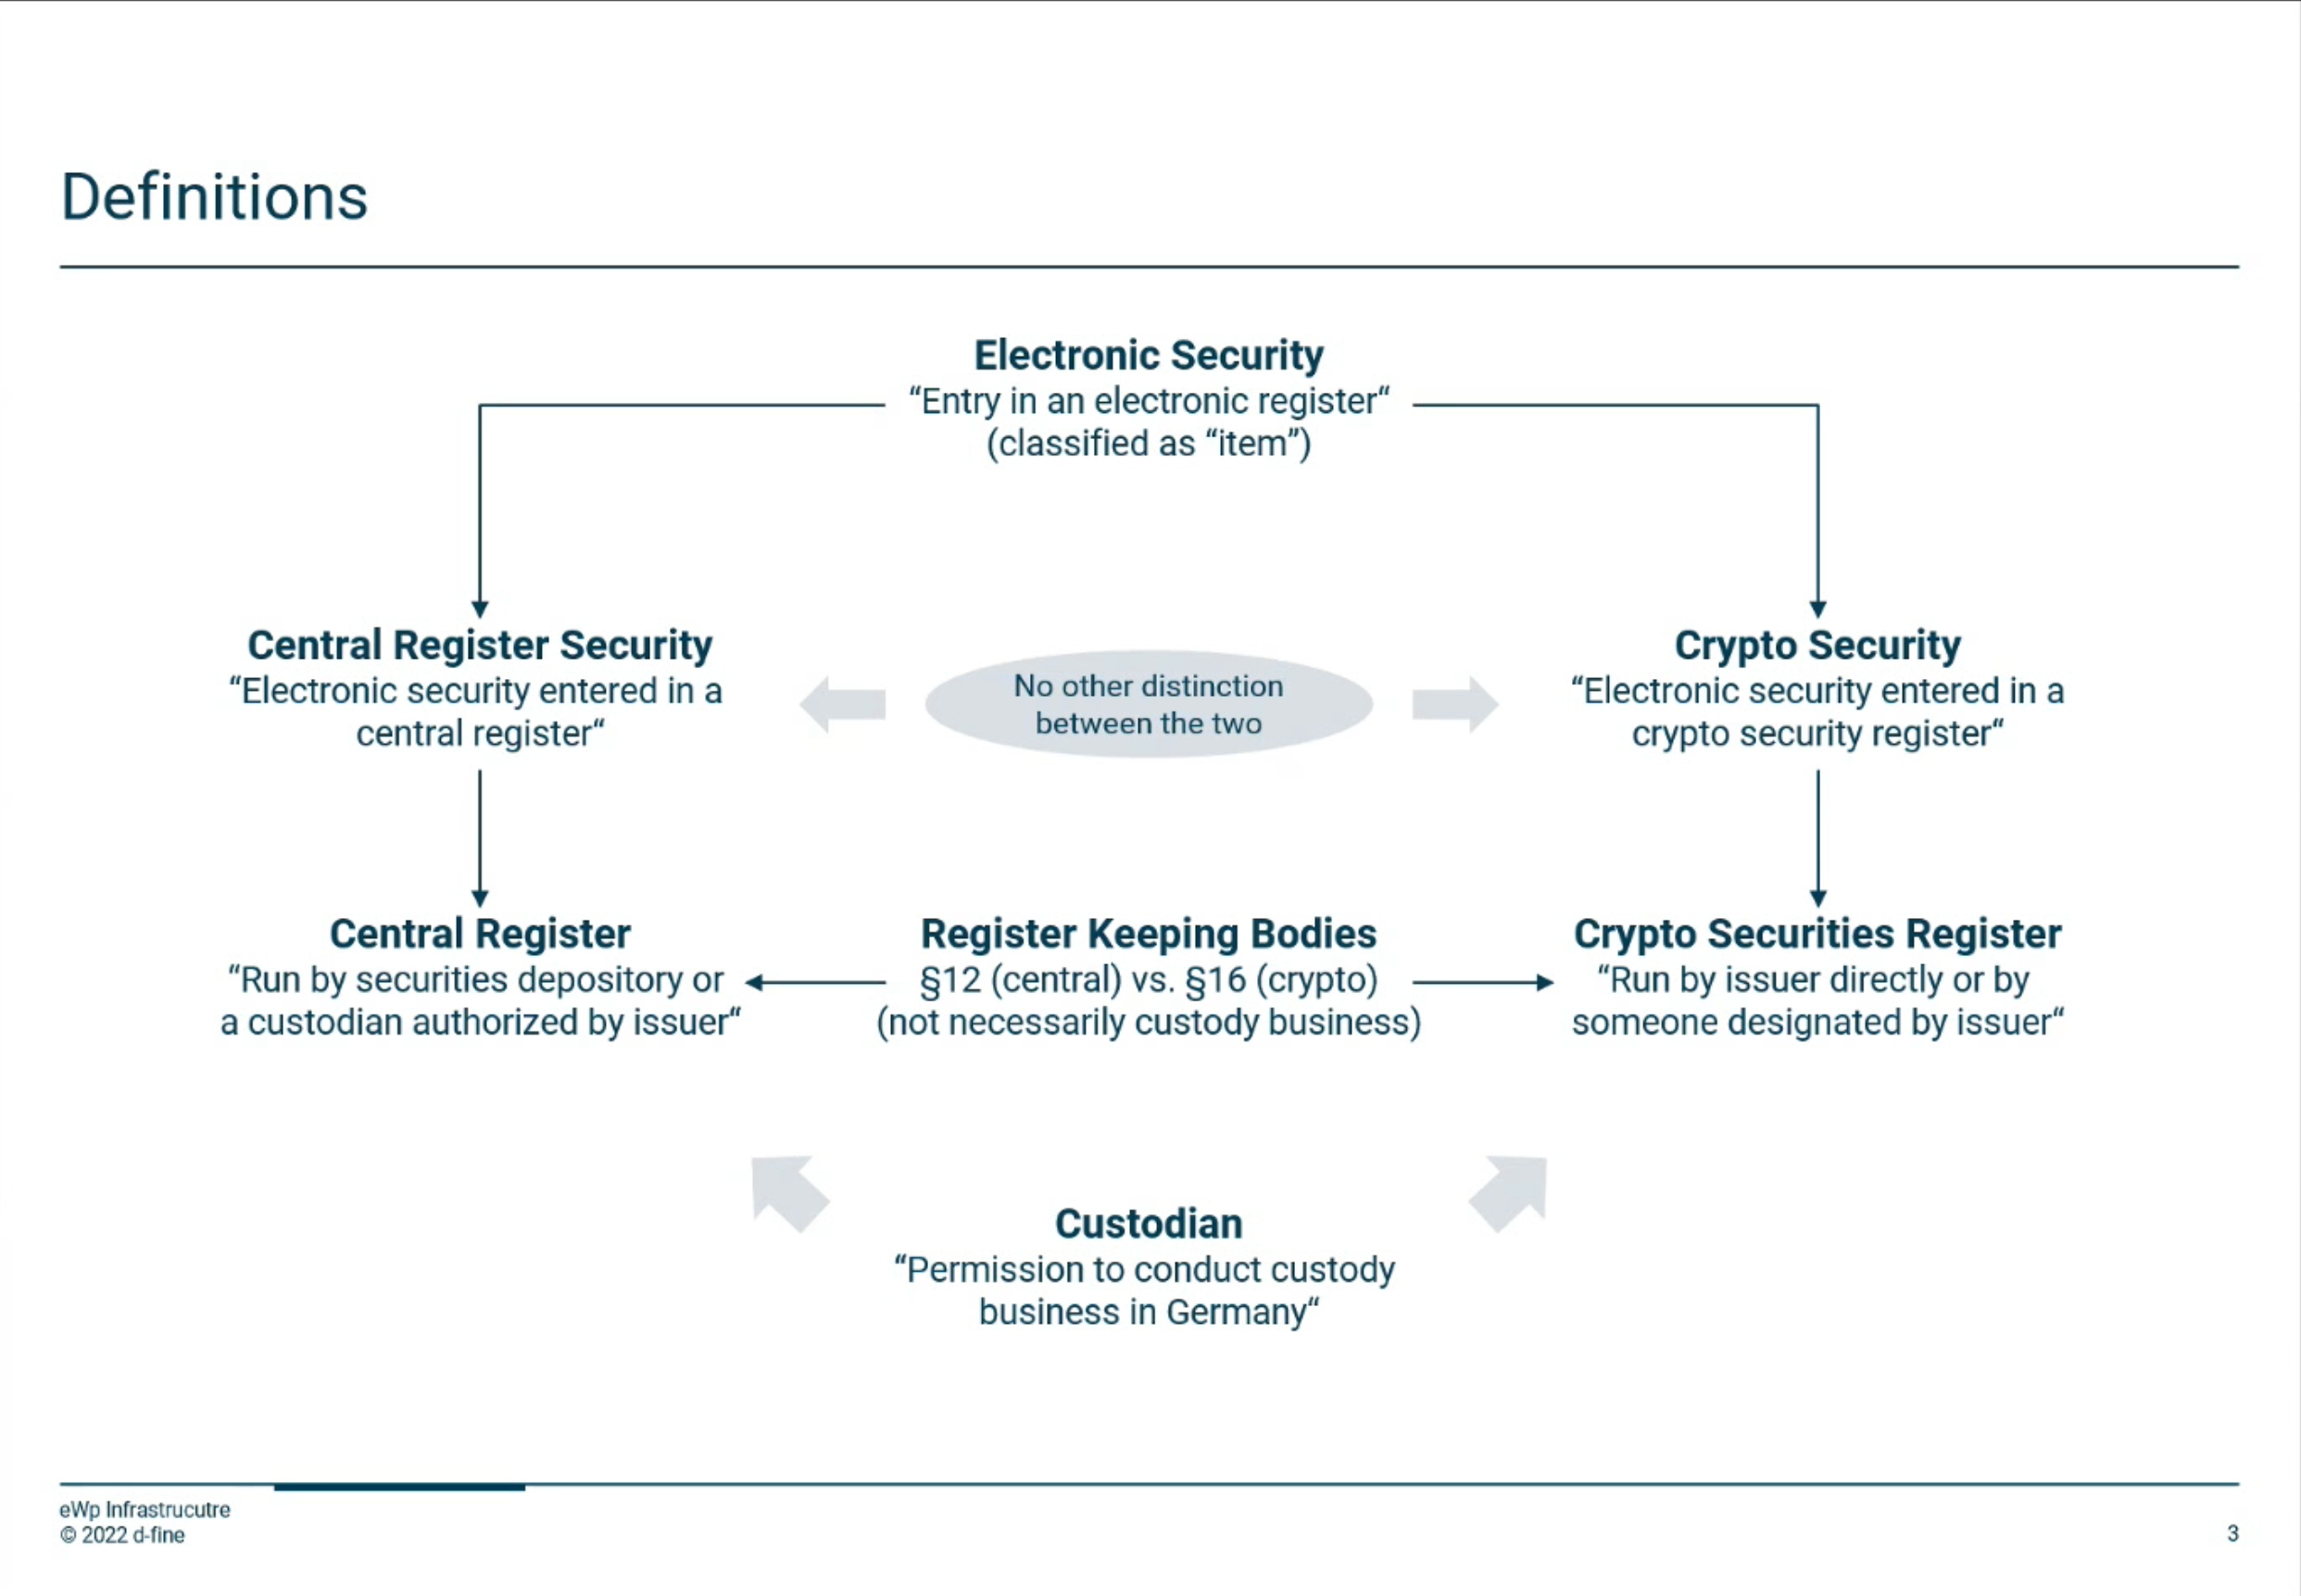 Definitions
Electronic Security
“Entry in an electronic register“
(classified as “item”)
Central Register Security
“Electronic security entered in a
central register“
No other distinction
between the two
Crypto Security
“Electronic security entered in a
crypto security register“
Central Register
“Run by securities depository or
a custodian authorized by issuer“
Register Keeping Bodies
§12 (central) vs. §16 (crypto)
(not necessarily custody business)
Crypto Securities Register
“Run by issuer directly or by
someone designated by issuer“
Custodian
“Permission to conduct custody
business in Germany“
eWp Infrastrucutre
© 2022 d-fine
3